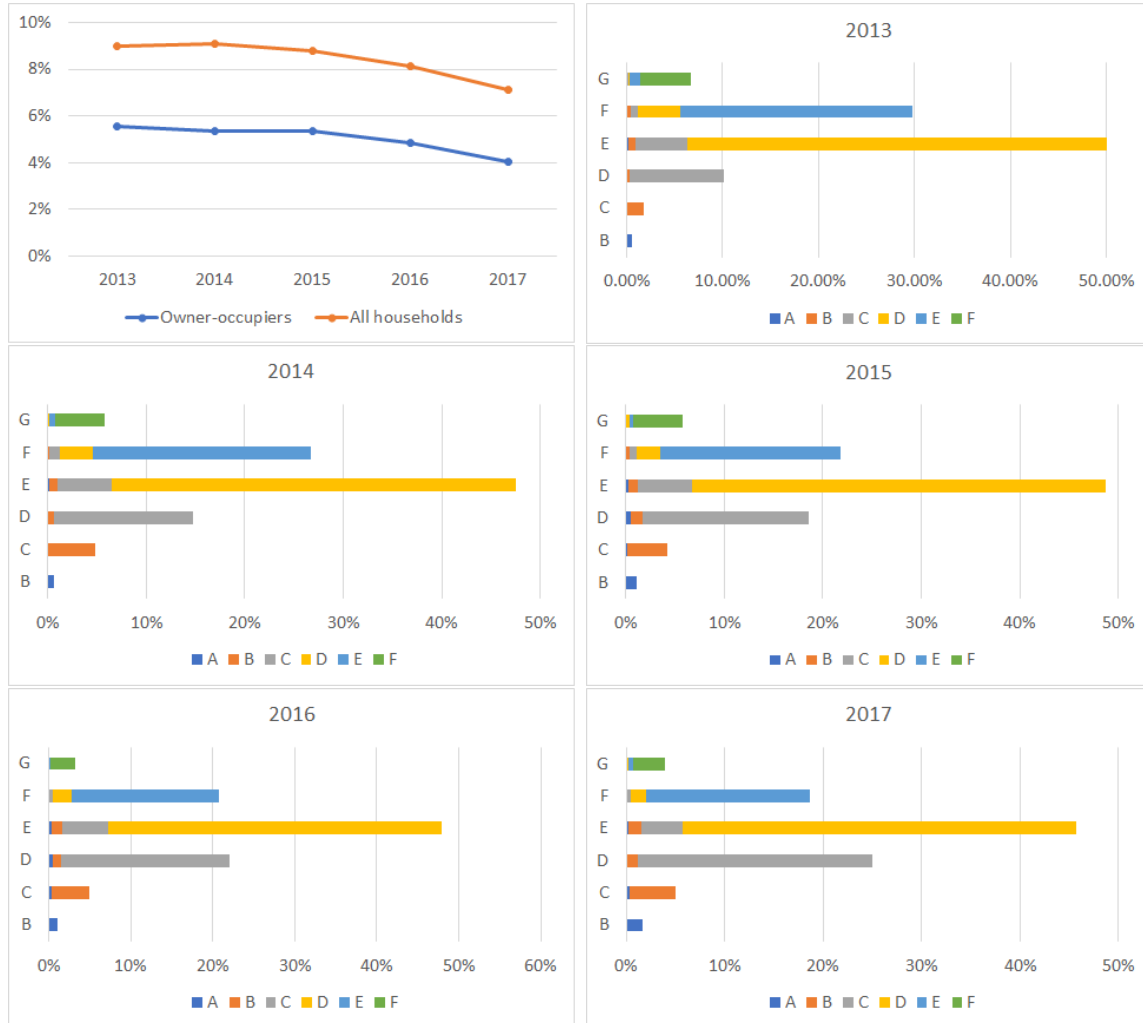 10%
8%
6%
4%
2%
0%
2013 2014 2015 2016 2017
Owner-occupiers All households
2013
G
F
E
D
C
B
0.00% 10.00% 20.00% 30.00% 40.00% 50.00%
A B C D E F
2014
G
F
E
D
C
B
0% 10% 20% 30% 40% 50%
A B C D E F
2015
G
F
E
D
C
B
0% 10% 20% 30% 40% 50%
A B C D E F
2016
G
F
E
D
C
B
0% 10% 20% 30% 40% 50% 60%
A B C D E F
2017
G
F
E
D
C
B
0% 10% 20% 30% 40% 50%
A B C D E F